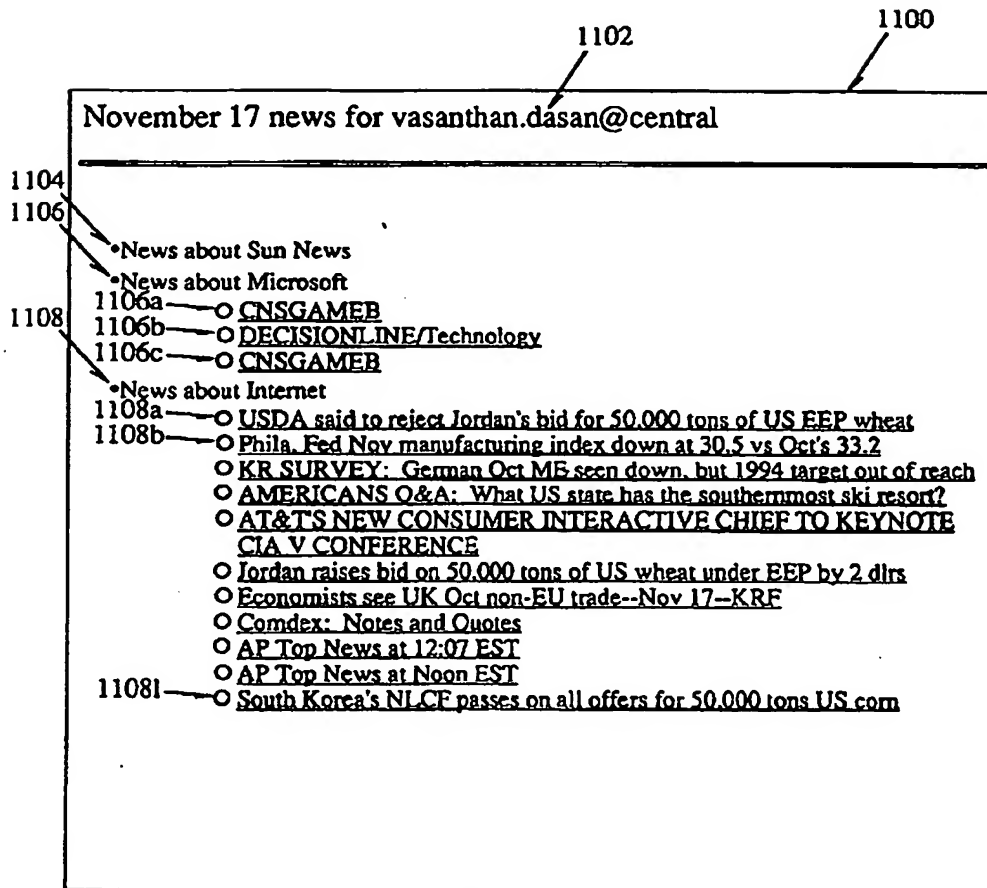 1102
1100
November 17 news for vasanthan.dasan@central
1104
1106
•News about Sun News
•News about Microsoft
1106a
CNSGAMEB
1106b
DECISIONLINE/Technology
1106c
CNSGAMEB
1108
•News about Internet
1108a
USDA said to reject Jordan's bid for 50.000 tons of US EEP wheat
1108b
Phila. Fed Nov manufacturing index down at 30.5 vs Oct's 33.2
KR SURVEY: German Oct ME seen down, but 1994 target out of reach
AMERICANS Q&A: What US state has the southernmost ski resort?
AT&T'S NEW CONSUMER INTERACTIVE CHIEF TO KEYNOTE
CIA V CONFERENCE
Jordan raises bid on 50.000 tons of US wheat under EEP by 2 dlrs
Economists see UK Oct non-EU trade--Nov 17--KRF
Comdex: Notes and Quotes
AP Top News at 12:07 EST
AP Top News at Noon EST
1108l
South Korea's NLCF passes on all offers for 50.000 tons US corn